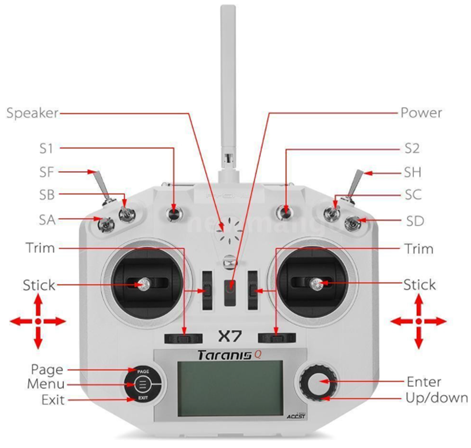 Speaker
Power
S1
S2
SF
SH
SB
SC
SA
SD
Trim
Trim
Stick
Stick
X7
Taranis Q
Page
PAGE
Menu
Exit
EXIT
Enter
Up/down
ACCST